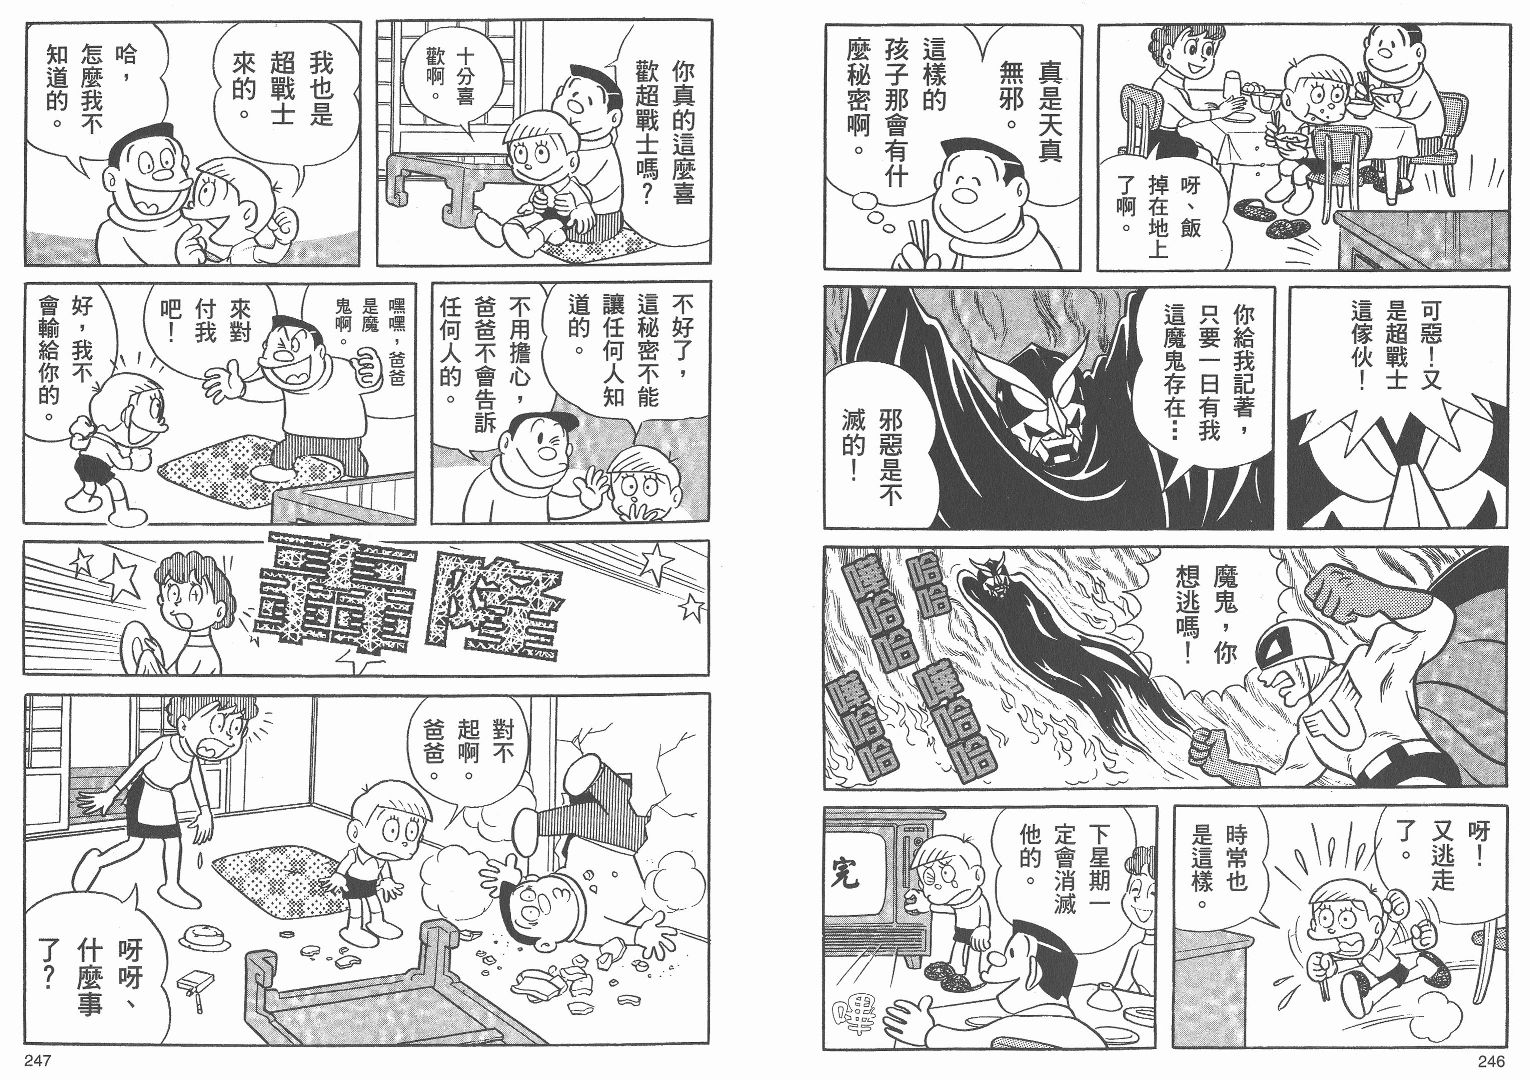 呀、飯
掉在地上
了啊。
真是天真
無邪。
這樣的
孩子那會有什
麼秘密啊。
可惡！又
是超戰士
這傢伙！
你給我記著，
只要一日有我
這魔鬼存在…
邪惡是不
滅的！
魔鬼，你
想逃嗎！
哈哈
嘩哈哈
嘩哈哈
嘩哈哈
呀！
又逃走
了。
時常也
是這樣。
下星期一
定會消滅
他的。
完
嗶
246
你真的這麼喜
歡超戰士嗎？
十分喜
歡啊。
我也是
超戰士
來的。
哈，
怎麼我不
知道的。
不好了，
這秘密不能
讓任何人知
道的。
不用擔心，
爸爸不會告訴
任何人的。
嘿嘿，爸爸
是魔
鬼啊。
來對
付我
吧！
好，我不
會輸給你的。
轟隆
對不
起啊。
爸爸。
呀呀、
什麼事
了？
247